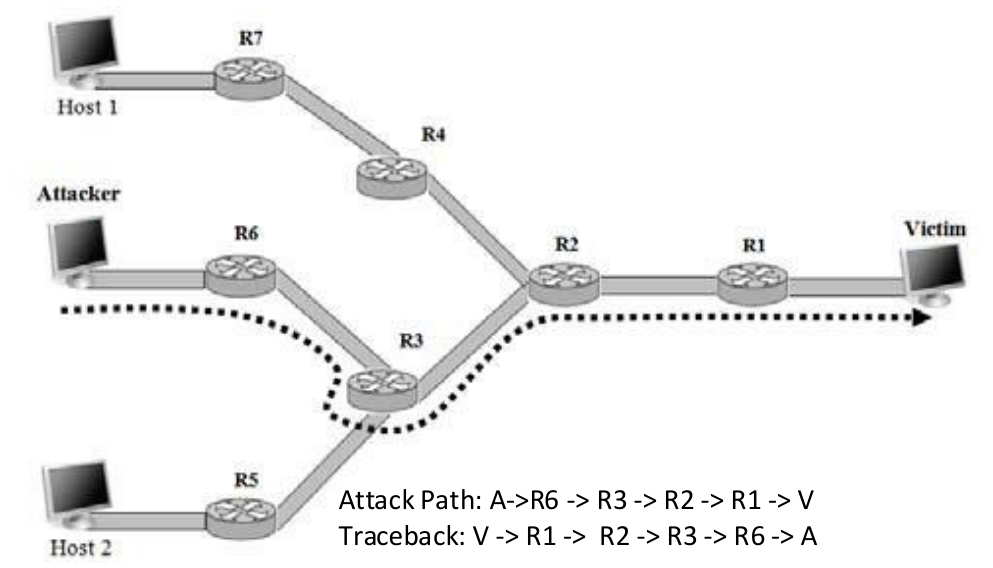 R7
Host 1
R4
Attacker
R6
R2
R1
Victim
R3
R5
Host 2
Attack Path: A->R6 -> R3 -> R2 -> R1 -> V
Traceback: V -> R1 -> R2 -> R3 -> R6 -> A